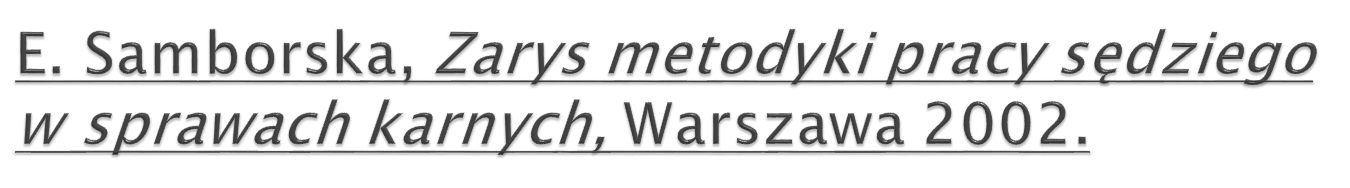 E. Samborska, Zarys metodyki pracy sędziego
w sprawach karnych, Warszawa 2002.